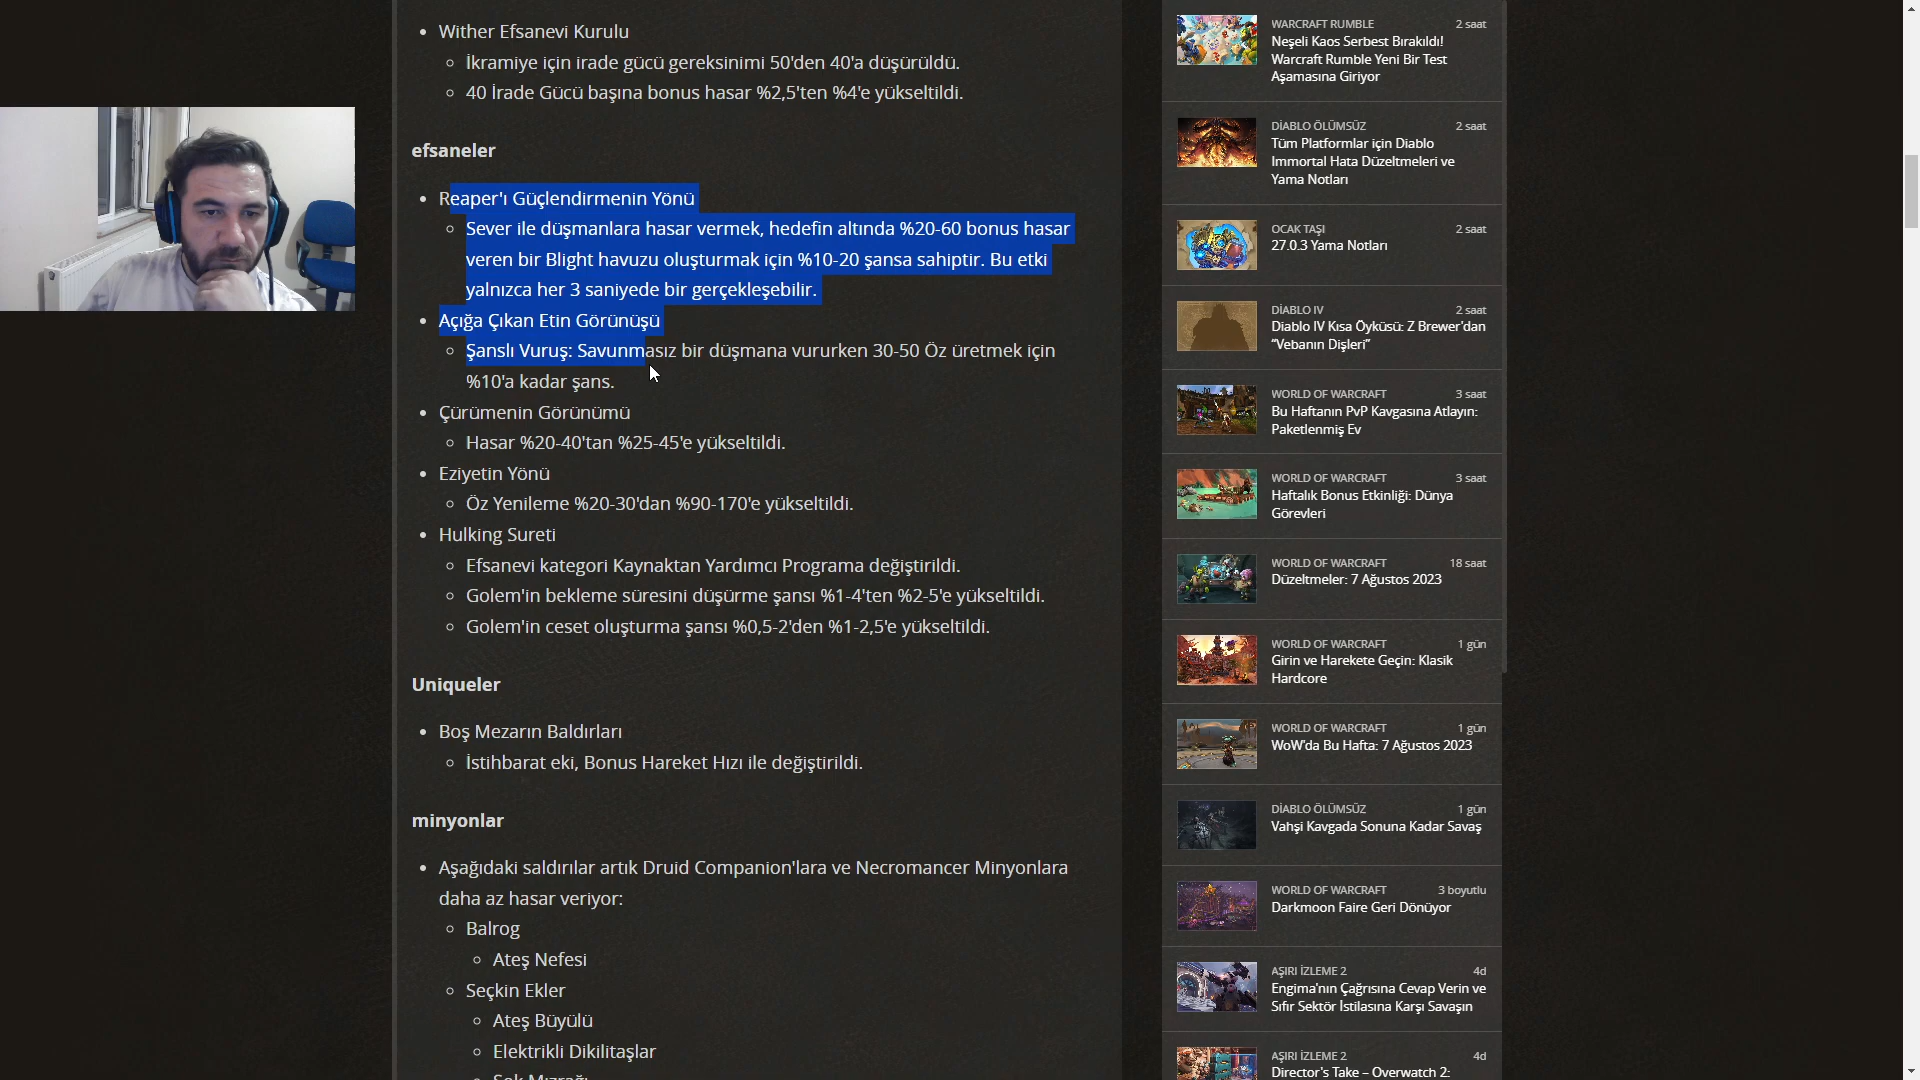 Wither Efsanevi Kurulu
İkramiye için irade gücü gereksinimi 50'den 40'a düşürüldü.
40 İrade Gücü başına bonus hasar %2,5'ten %4'e yükseltildi.
efsaneler
Reaper'ı Güçlendirmenin Yönü
Sever ile düşmanlara hasar vermek, hedefin altında %20-60 bonus hasar
veren bir Blight havuzu oluşturmak için %10-20 şansa sahiptir. Bu etki
yalnızca her 3 saniyede bir gerçekleşebilir.
Açığa Çıkan Etin Görünüşü
Şanslı Vuruş: Savunmasız bir düşmana vururken 30-50 Öz üretmek için
%10'a kadar şans.
Çürümenin Görünümü
Hasar %20-40'tan %25-45'e yükseltildi.
Eziyetin Yönü
Öz Yenileme %20-30'dan %90-170'e yükseltildi.
Hulking Sureti
Efsanevi kategori Kaynaktan Yardımcı Programa değiştirildi.
Golem'in bekleme süresini düşürme şansı %1-4'ten %2-5'e yükseltildi.
Golem'in ceset oluşturma şansı %0,5-2'den %1-2,5'e yükseltildi.
Uniqueler
Boş Mezarın Baldırları
İstihbarat eki, Bonus Hareket Hızı ile değiştirildi.
minyonlar
Aşağıdaki saldırılar artık Druid Companion'lara ve Necromancer Minyonlara
daha az hasar veriyor:
Balrog
Ateş Nefesi
Seçkin Ekler
Ateş Büyülü
Elektrikli Dikilitaşlar
Şok Mızrağı
WARCRAFT RUMBLE 2 saat
Neşeli Kaos Serbest Bırakıldı!
Warcraft Rumble Yeni Bir Test
Aşamasına Giriyor
DİABLO ÖLÜMSÜZ 2 saat
Tüm Platformlar için Diablo
Immortal Hata Düzeltmeleri ve
Yama Notları
OCAK TAŞI 2 saat
27.0.3 Yama Notları
DİABLO IV 2 saat
Diablo IV Kısa Öyküsü: Z Brewer'dan
“Vebanın Dişleri”
WORLD OF WARCRAFT 3 saat
Bu Haftanın PvP Kavgasına Atlayın:
Paketlenmiş Ev
WORLD OF WARCRAFT 3 saat
Haftalık Bonus Etkinliği: Dünya
Görevleri
WORLD OF WARCRAFT 18 saat
Düzeltmeler: 7 Ağustos 2023
WORLD OF WARCRAFT 1 gün
Girin ve Harekete Geçin: Klasik
Hardcore
WORLD OF WARCRAFT 1 gün
WoW'da Bu Hafta: 7 Ağustos 2023
DİABLO ÖLÜMSÜZ 1 gün
Vahşi Kavgada Sonuna Kadar Savaş
WORLD OF WARCRAFT 3 boyutlu
Darkmoon Faire Geri Dönüyor
AŞIRI İZLEME 2 4d
Engima'nın Çağrısına Cevap Verin ve
Sıfır Sektör İstilasına Karşı Savaşın
AŞIRI İZLEME 2 4d
Director's Take – Overwatch 2: